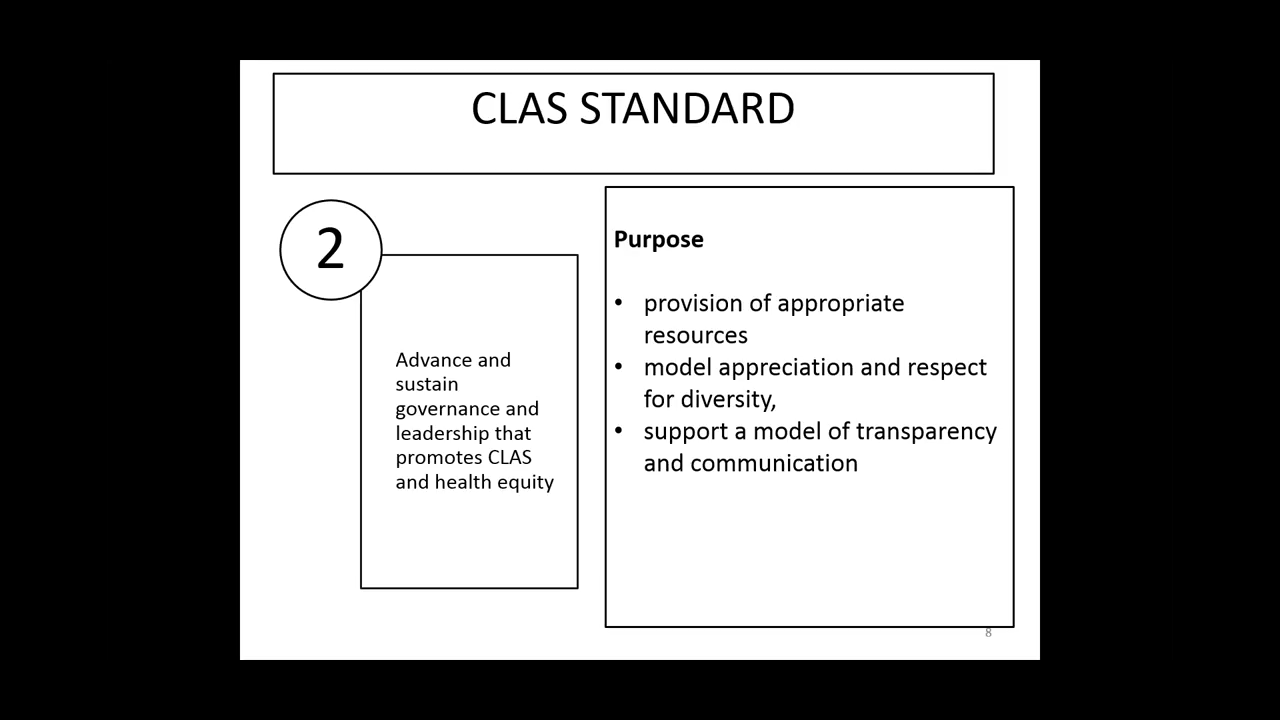 CLAS STANDARD
2
Advance and
sustain
governance and
leadership that
promotes CLAS
and health equity
Purpose
• provision of appropriate
resources
• model appreciation and respect
for diversity,
• support a model of transparency
and communication
8